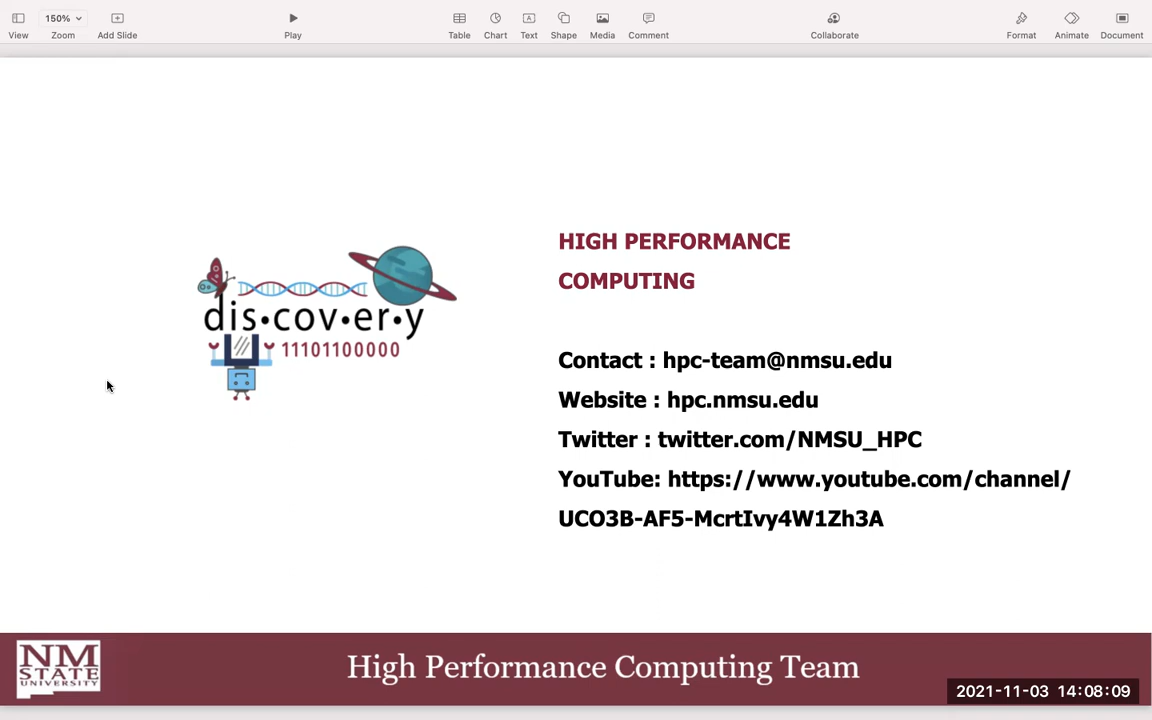 150%
View
Zoom
Add Slide
Play
Table
Chart
Text
Shape
Media
Comment
Collaborate
Format
Animate
Document
dis•cov•er•y
11101100000
HIGH PERFORMANCE
COMPUTING
Contact : hpc-team@nmsu.edu
Website : hpc.nmsu.edu
Twitter : twitter.com/NMSU_HPC
YouTube: https://www.youtube.com/channel/
UCO3B-AF5-McrtIvy4W1Zh3A
NM
STATE
UNIVERSITY
High Performance Computing Team
2021-11-03 14:08:09